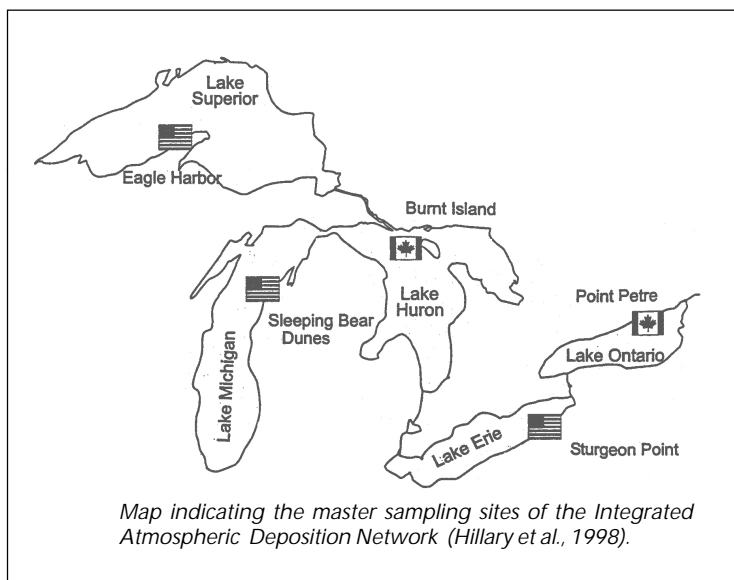 Lake
Superior
Eagle Harbor
Burnt Island
Lake
Huron
Sleeping Bear
Dunes
Lake Michigan
Point Petre
Lake Ontario
Lake Erie
Sturgeon Point
Map indicating the master sampling sites of the Integrated
Atmospheric Deposition Network (Hillary et al., 1998).